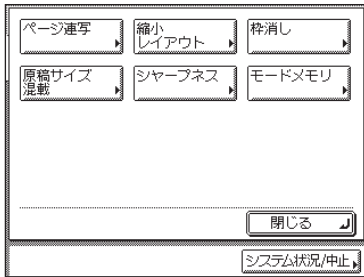 ページ連写
縮小
レイアウト
枠消し
原稿サイズ
混載
シャープネス
モードメモリ
閉じる
システム状況/中止